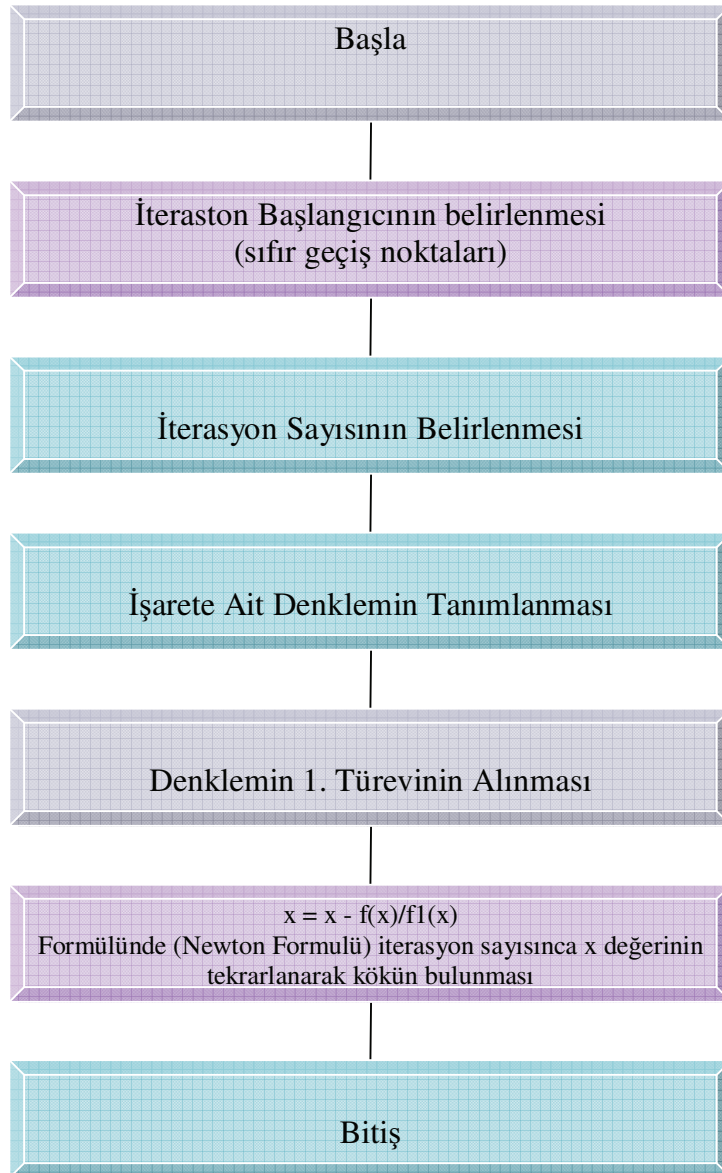 Başla
İteraston Başlangıcının belirlenmesi
(sıfır geçiş noktaları)
İterasyon Sayısının Belirlenmesi
İşarete Ait Denklemin Tanımlanması
Denklemin 1. Türevinin Alınması
x = x - f(x)/f1(x)
Formülünde (Newton Formulü) iterasyon sayısınca x değerinin
tekrarlanarak kökün bulunması
Bitiş